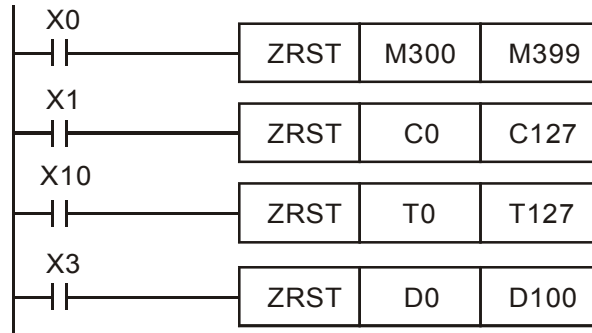 X0
ZRST M300 M399
X1
ZRST C0 C127
X10
ZRST T0 T127
X3
ZRST D0 D100